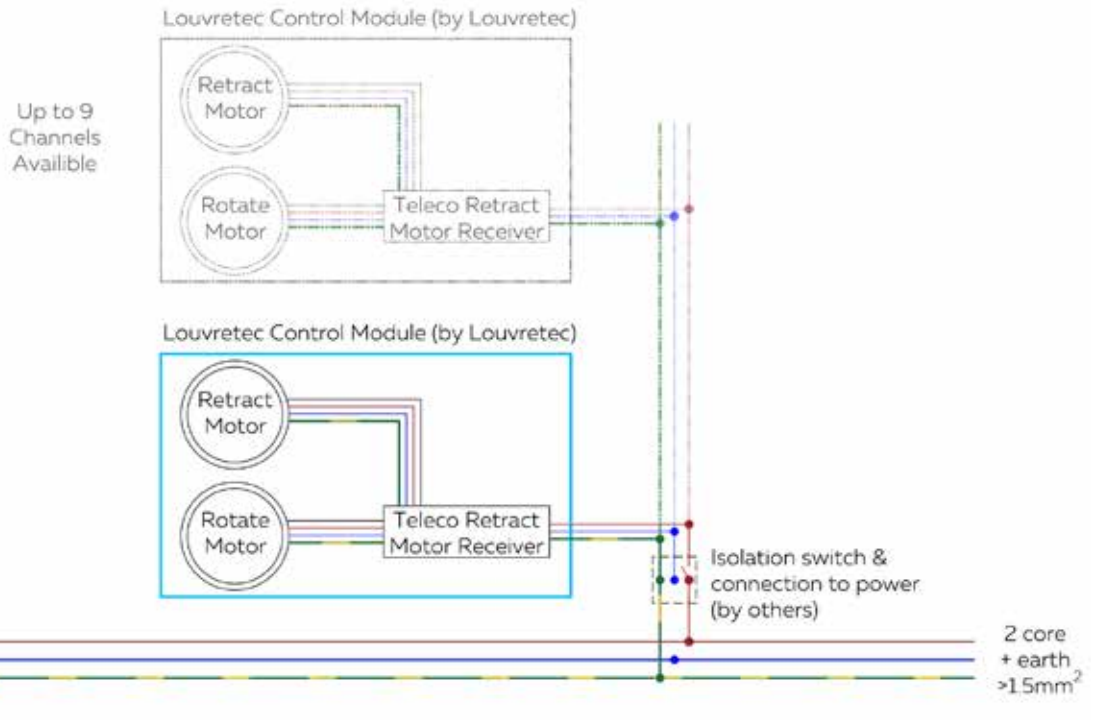 Louvretec Control Module (by Louvretec)
Up to 9
Channels
Availible
Retract
Motor
Rotate
Motor
Teleco Retract
Motor Receiver
Louvretec Control Module (by Louvretec)
Retract
Motor
Rotate
Motor
Teleco Retract
Motor Receiver
Isolation switch &
connection to power
(by others)
2 core
+ earth
>1.5mm²